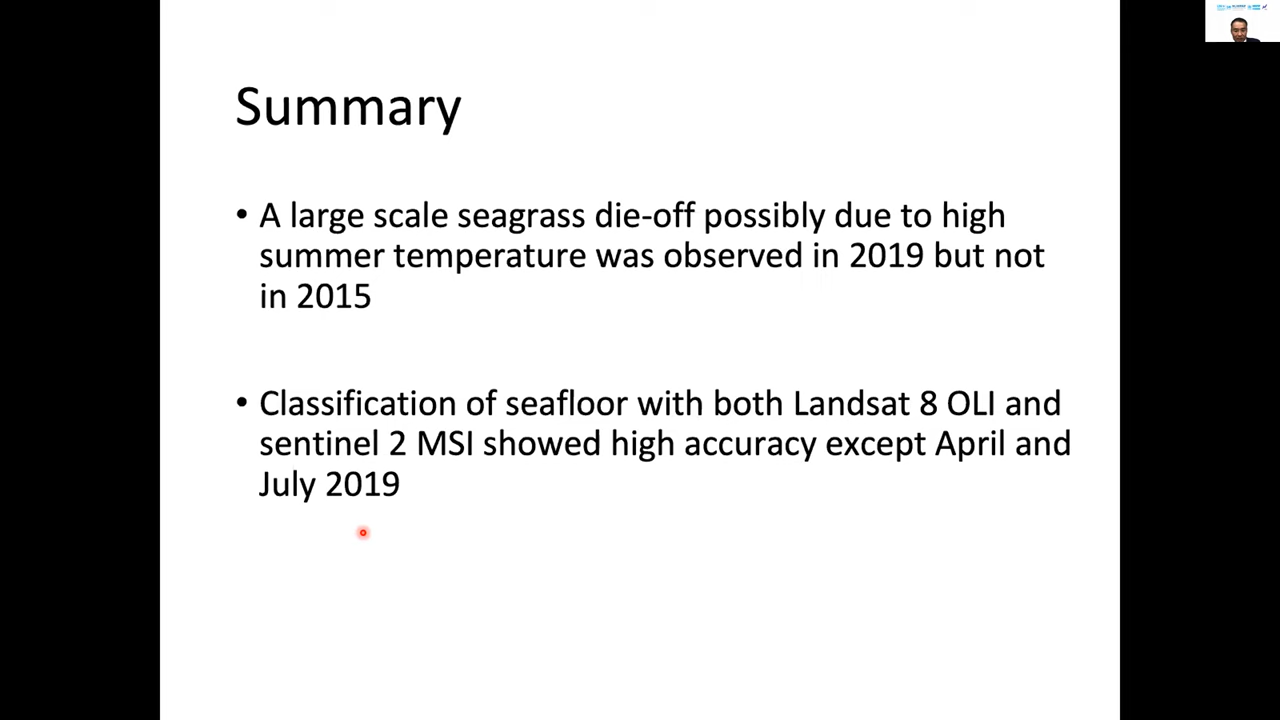 Summary
• A large scale seagrass die-off possibly due to high
summer temperature was observed in 2019 but not
in 2015
• Classification of seafloor with both Landsat 8 OLI and
sentinel 2 MSI showed high accuracy except April and
July 2019